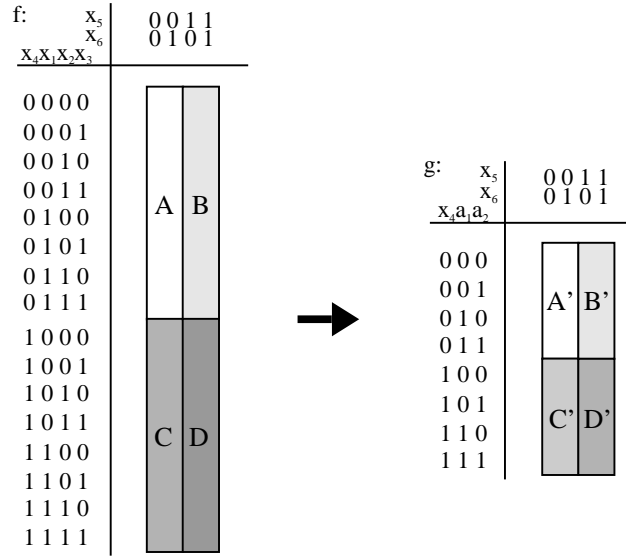 f: x₅ 0 0 1 1
x₆ 0 1 0 1
x₄x₁x₂x₃
0 0 0 0
0 0 0 1
0 0 1 0
0 0 1 1
0 1 0 0
0 1 0 1
0 1 1 0
0 1 1 1
A B
1 0 0 0
1 0 0 1
1 0 1 0
1 0 1 1
1 1 0 0
1 1 0 1
1 1 1 0
1 1 1 1
C D
g: x₅ 0 0 1 1
x₆ 0 1 0 1
x₄a₁a₂
0 0 0
0 0 1
0 1 0
0 1 1
A’ B’
1 0 0
1 0 1
1 1 0
1 1 1
C’ D’